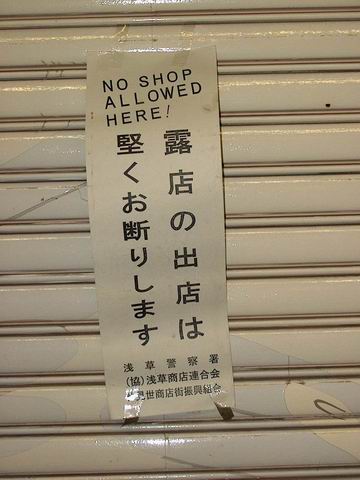 NO SHOP
ALLOWED
HERE!
露店の出店は
堅くお断りします
浅草警察署
(協)浅草商店連合会
見世商店街振興組合